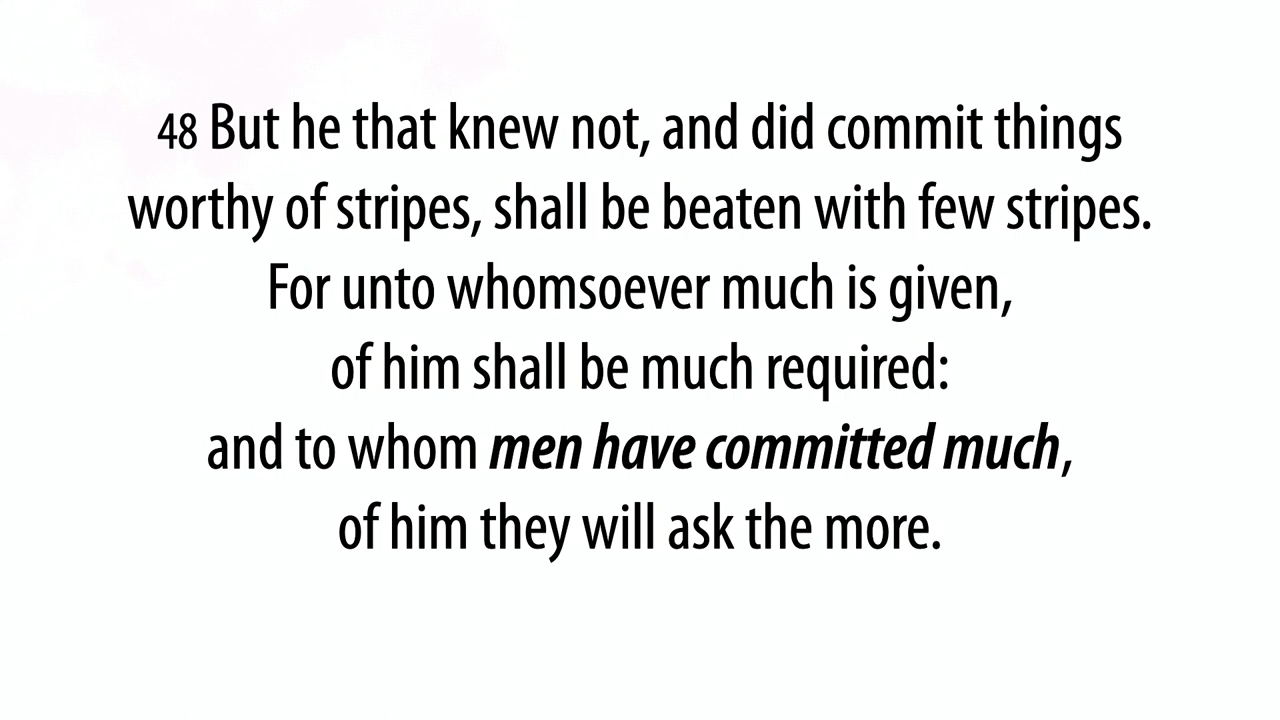 48 But he that knew not, and did commit things
worthy of stripes, shall be beaten with few stripes.
For unto whomsoever much is given,
of him shall be much required:
and to whom men have committed much,
of him they will ask the more.